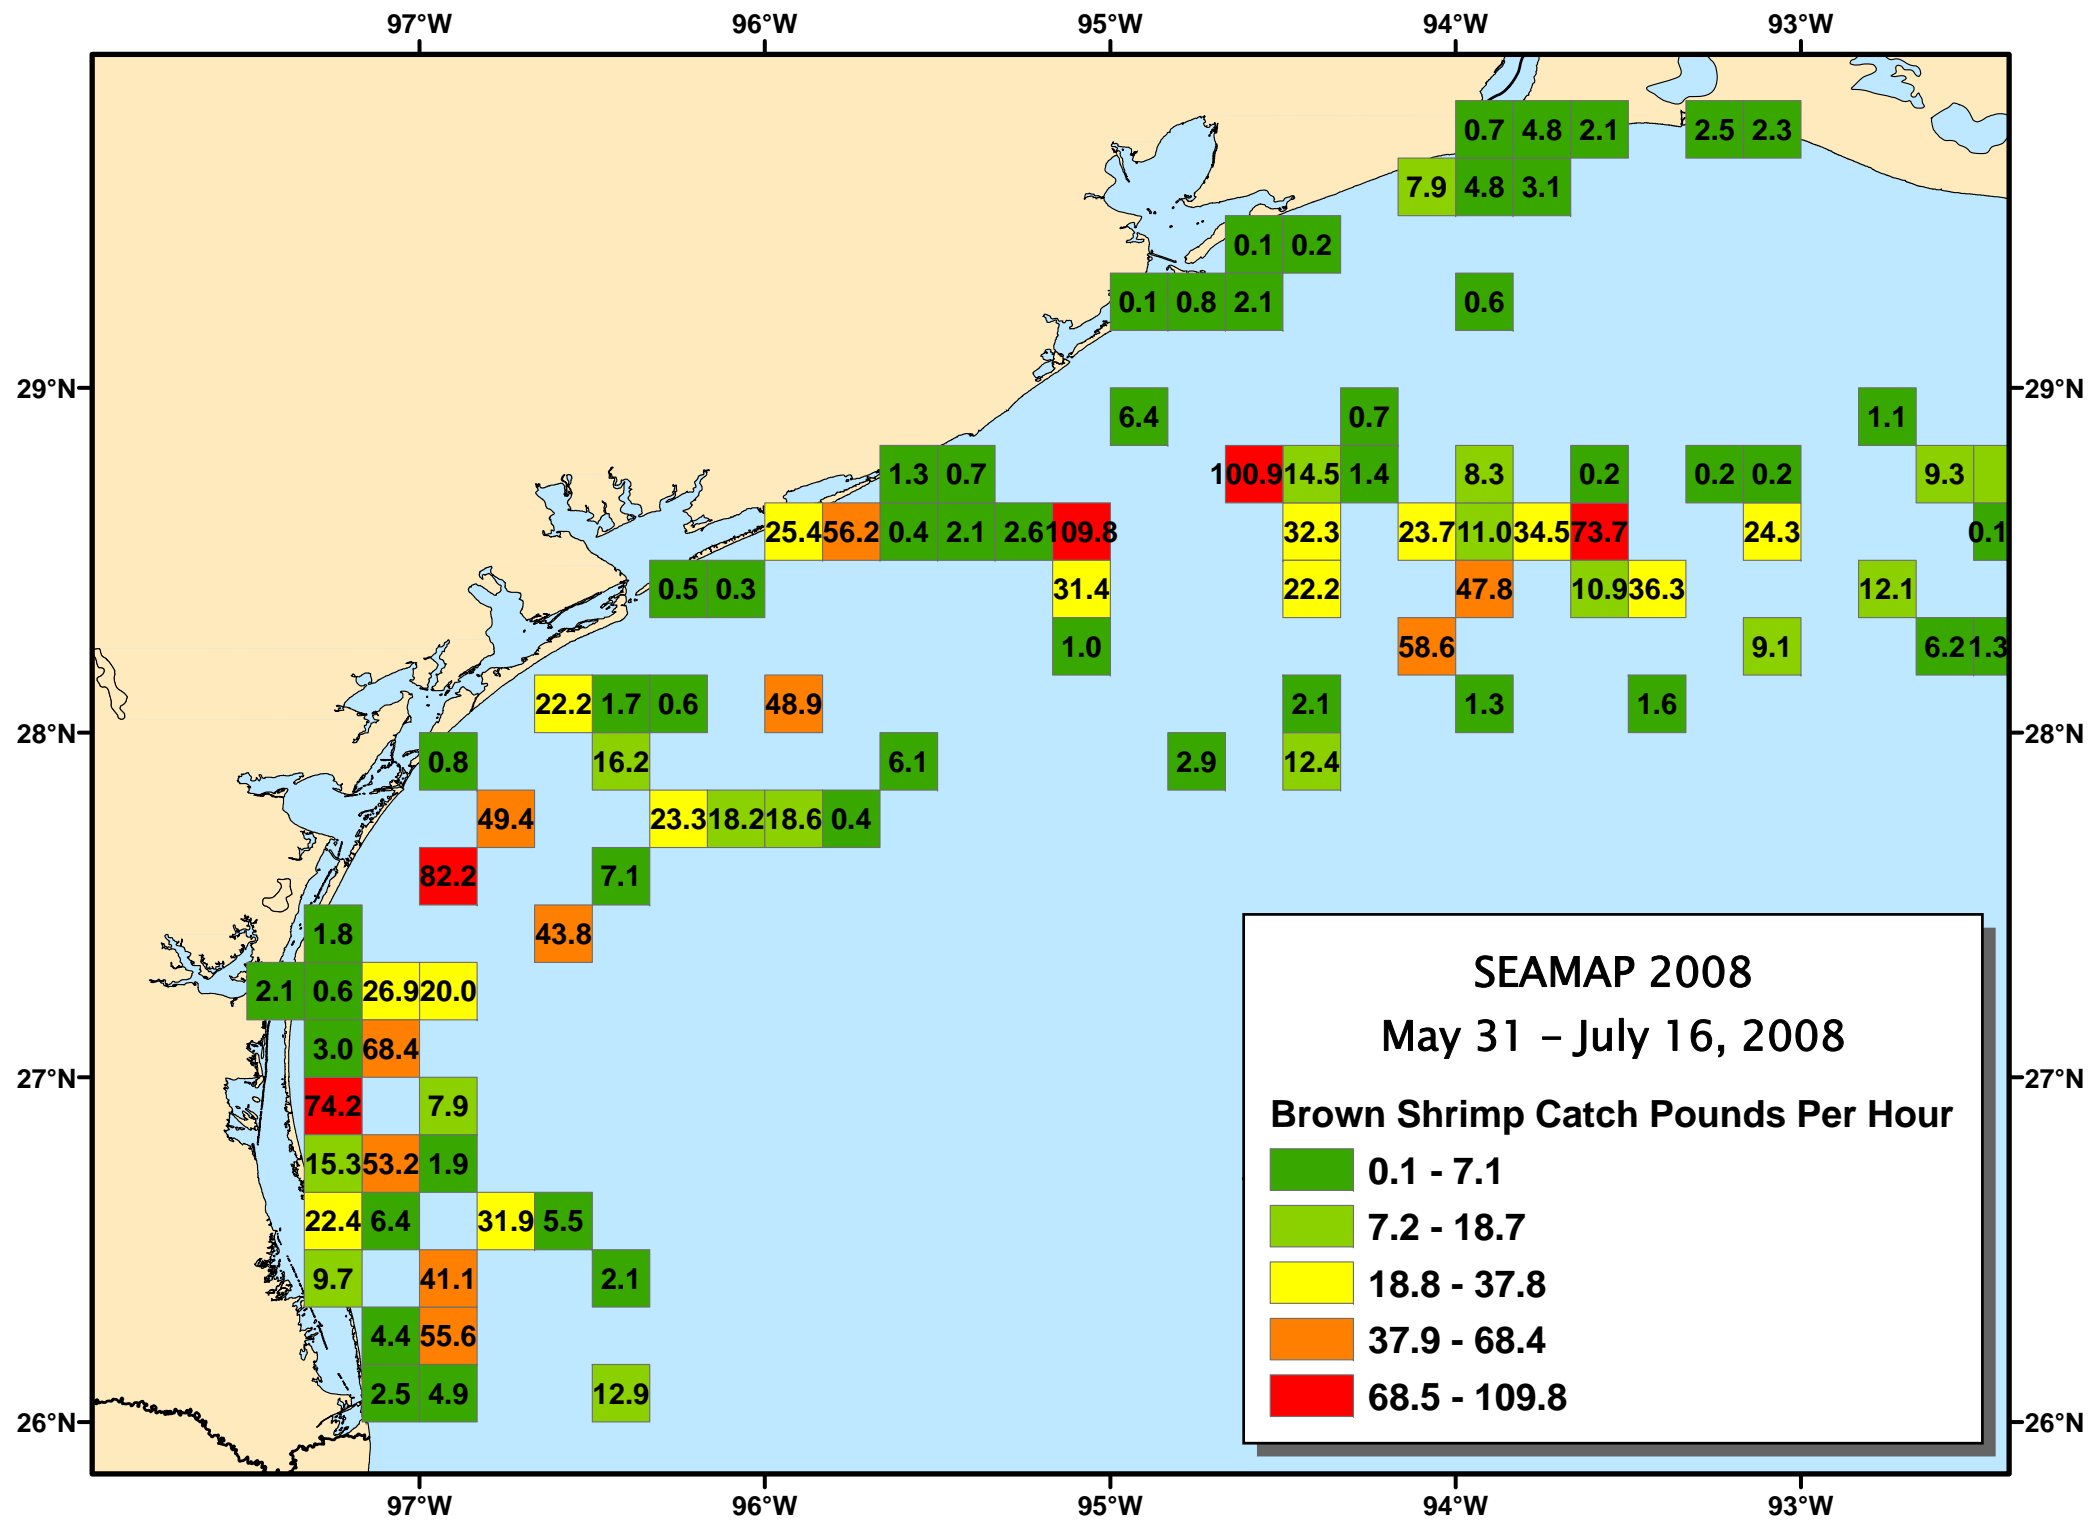 97°W 96°W 95°W 94°W 93°W
0.7 4.8 2.1 2.5 2.3
7.9 4.8 3.1
0.1 0.2
0.1 0.8 2.1 0.6
29°N 29°N
6.4 0.7 1.1
1.3 0.7 100.9 14.5 1.4 8.3 0.2 0.2 0.2 9.3
25.4 56.2 0.4 2.1 2.6 109.8 32.3 23.7 11.0 34.5 73.7 24.3 0.1
0.5 0.3 31.4 22.2 47.8 10.9 36.3 12.1
1.0 58.6 9.1 6.2 1.3
22.2 1.7 0.6 48.9 2.1 1.3 1.6
28°N 28°N
0.8 16.2 6.1 2.9 12.4
49.4 23.3 18.2 18.6 0.4
82.2 7.1
1.8 43.8
2.1 0.6 26.9 20.0
3.0 68.4
27°N 27°N
74.2 7.9
15.3 53.2 1.9
22.4 6.4 31.9 5.5
9.7 41.1 2.1
4.4 55.6
2.5 4.9 12.9
26°N 26°N
SEAMAP 2008
May 31 – July 16, 2008
Brown Shrimp Catch Pounds Per Hour
0.1 - 7.1
7.2 - 18.7
18.8 - 37.8
37.9 - 68.4
68.5 - 109.8
97°W 96°W 95°W 94°W 93°W